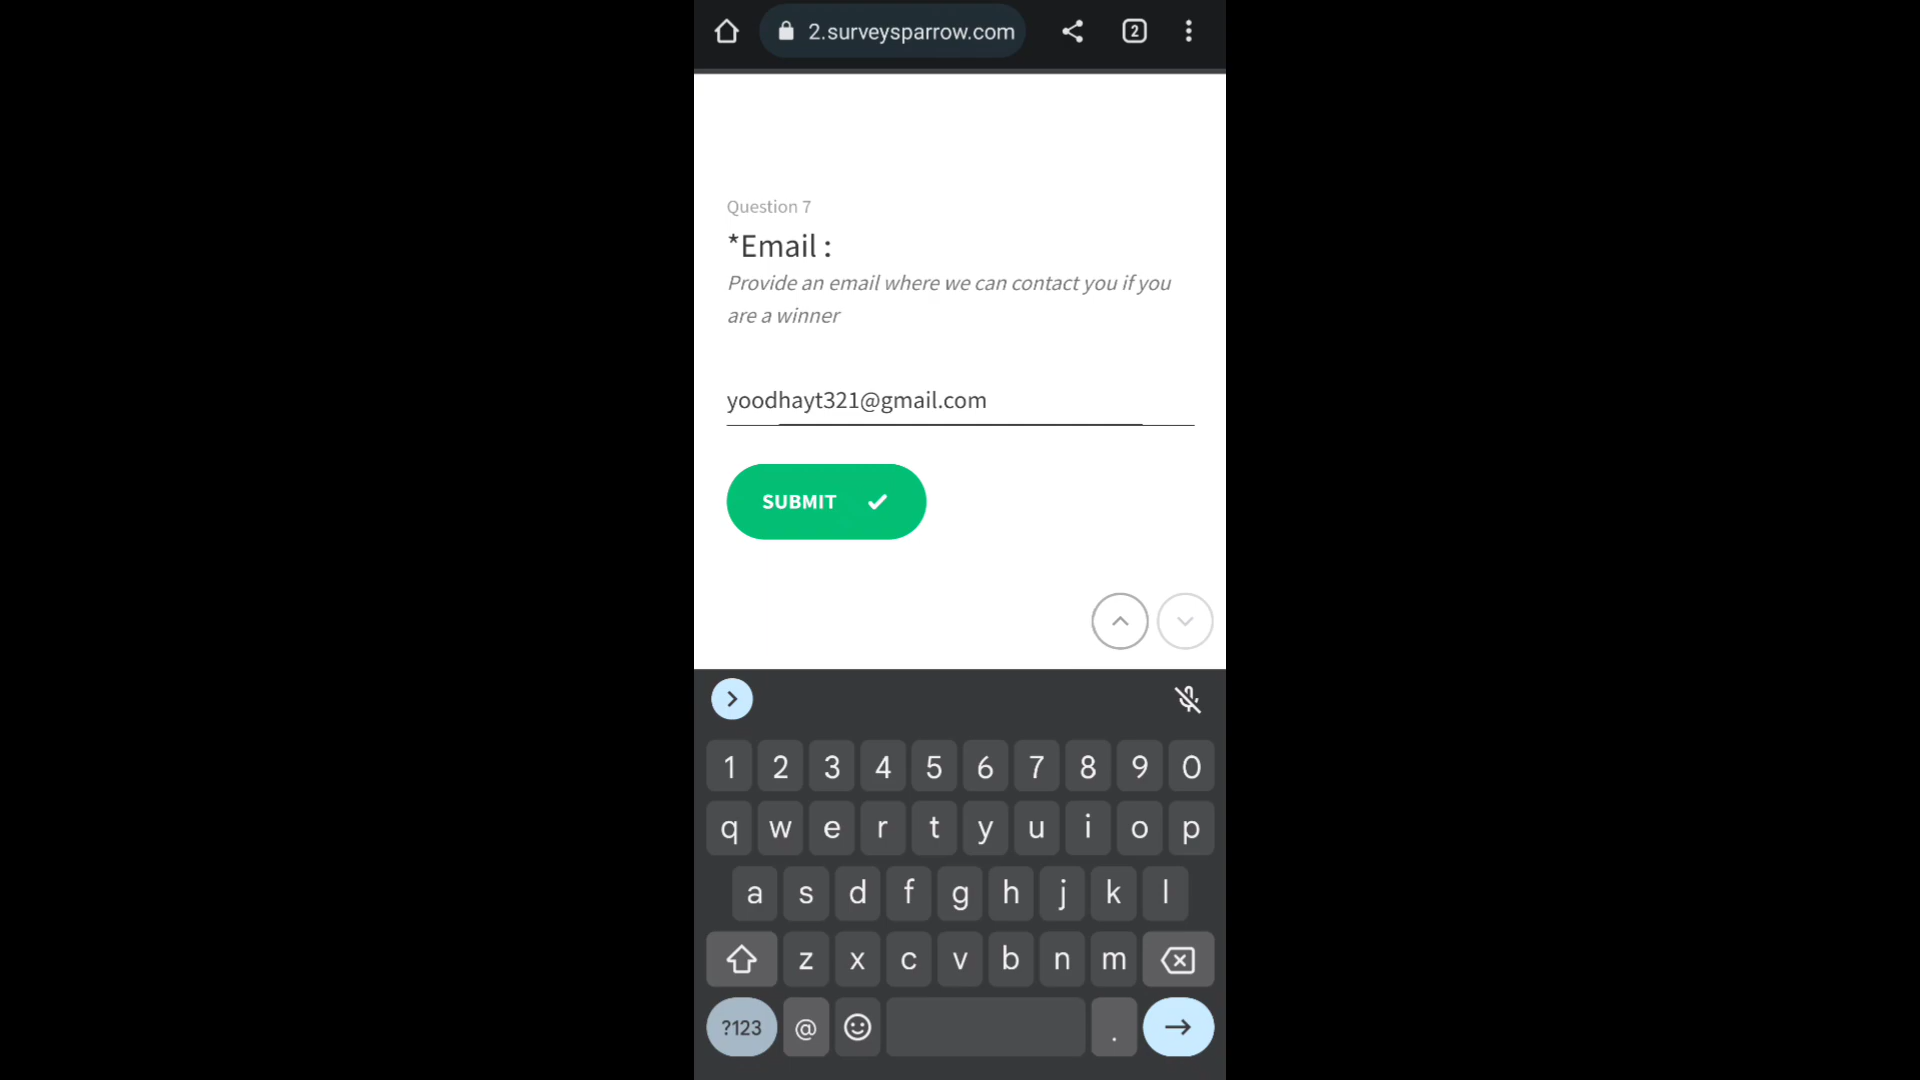 2.surveysparrow.com
2
Question 7
*Email :
Provide an email where we can contact you if you
are a winner
yoodhayt321@gmail.com
SUBMIT
1 2 3 4 5 6 7 8 9 0
q w e r t y u i o p
a s d f g h j k l
z x c v b n m
?123 @ .